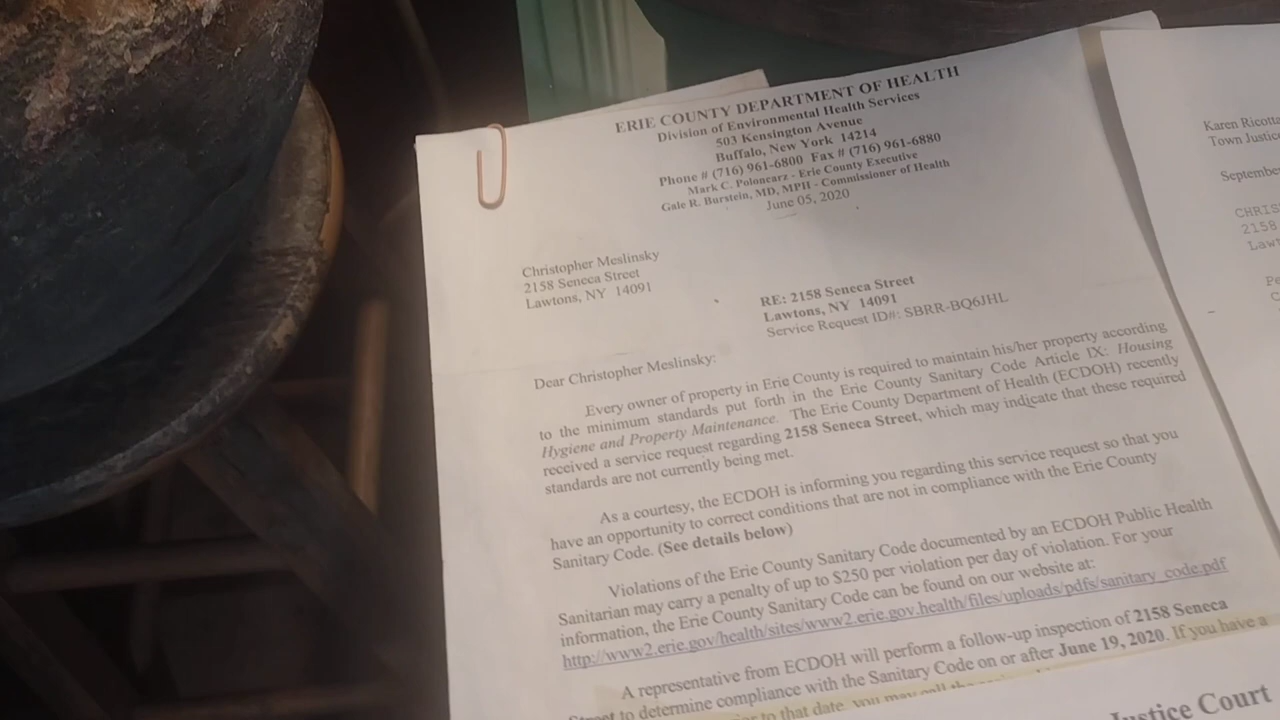 ERIE COUNTY DEPARTMENT OF HEALTH
Division of Environmental Health Services
503 Kensington Avenue
Buffalo, New York 14214
Phone # (716) 961-6800 Fax # (716) 961-6880
Mark C. Poloncarz - Erie County Executive
Gale R. Burstein, MD, MPH - Commissioner of Health
June 05, 2020
Christopher Meslinsky
2158 Seneca Street
Lawtons, NY 14091
RE: 2158 Seneca Street
Lawtons, NY 14091
Service Request ID#: SBRR-BQ6JHL
Dear Christopher Meslinsky:
Every owner of property in Erie County is required to maintain his/her property according
to the minimum standards put forth in the Erie County Sanitary Code Article IX: Housing
Hygiene and Property Maintenance. The Erie County Department of Health (ECDOH) recently
received a service request regarding 2158 Seneca Street, which may indicate that these required
standards are not currently being met.
As a courtesy, the ECDOH is informing you regarding this service request so that you
have an opportunity to correct conditions that are not in compliance with the Erie County
Sanitary Code. (See details below)
Violations of the Erie County Sanitary Code documented by an ECDOH Public Health
Sanitarian may carry a penalty of up to $250 per violation per day of violation. For your
information, the Erie County Sanitary Code can be found on our website at:
http://www2.erie.gov/health/sites/www2.erie.gov.health/files/uploads/pdfs/sanitary_code.pdf
A representative from ECDOH will perform a follow-up inspection of 2158 Seneca
Street to determine compliance with the Sanitary Code on or after June 19, 2020. If you have a
to that date, you may call the
Karen Ricotta
Town Justice
September
CHRIS
2158
Lawt
Pe
C
Justice Court